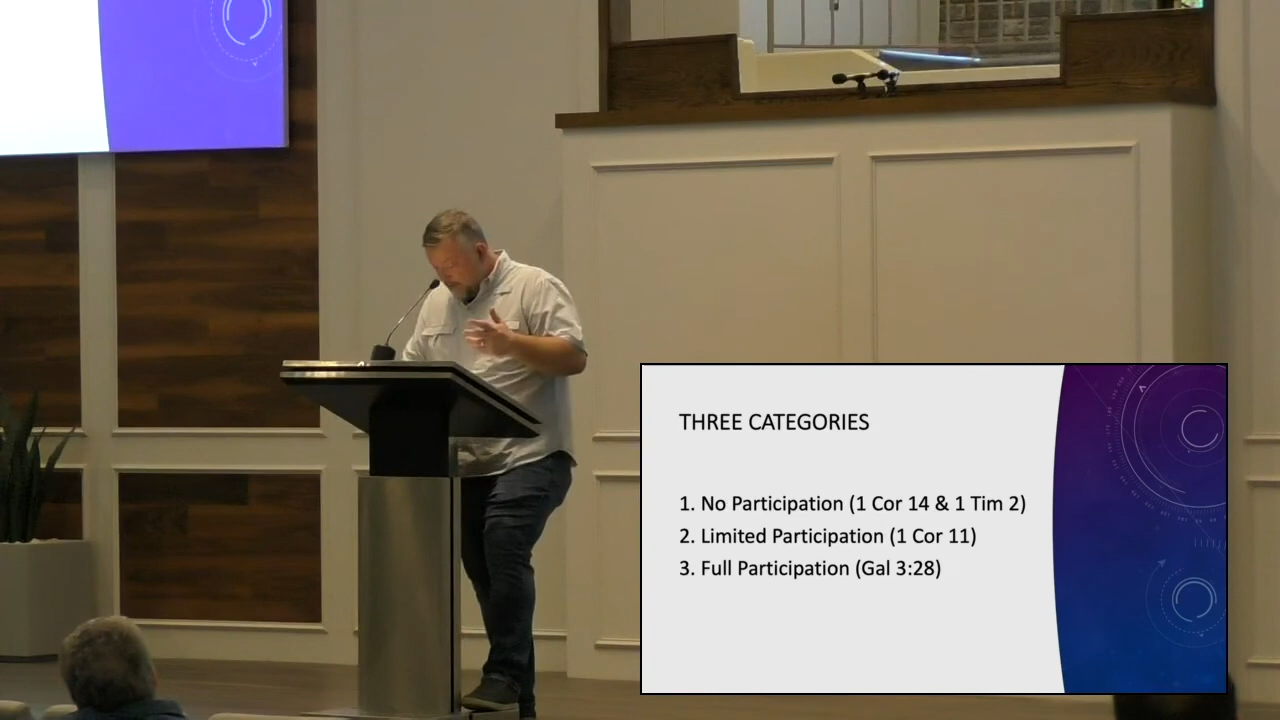 THREE CATEGORIES
1. No Participation (1 Cor 14 & 1 Tim 2)
2. Limited Participation (1 Cor 11)
3. Full Participation (Gal 3:28)